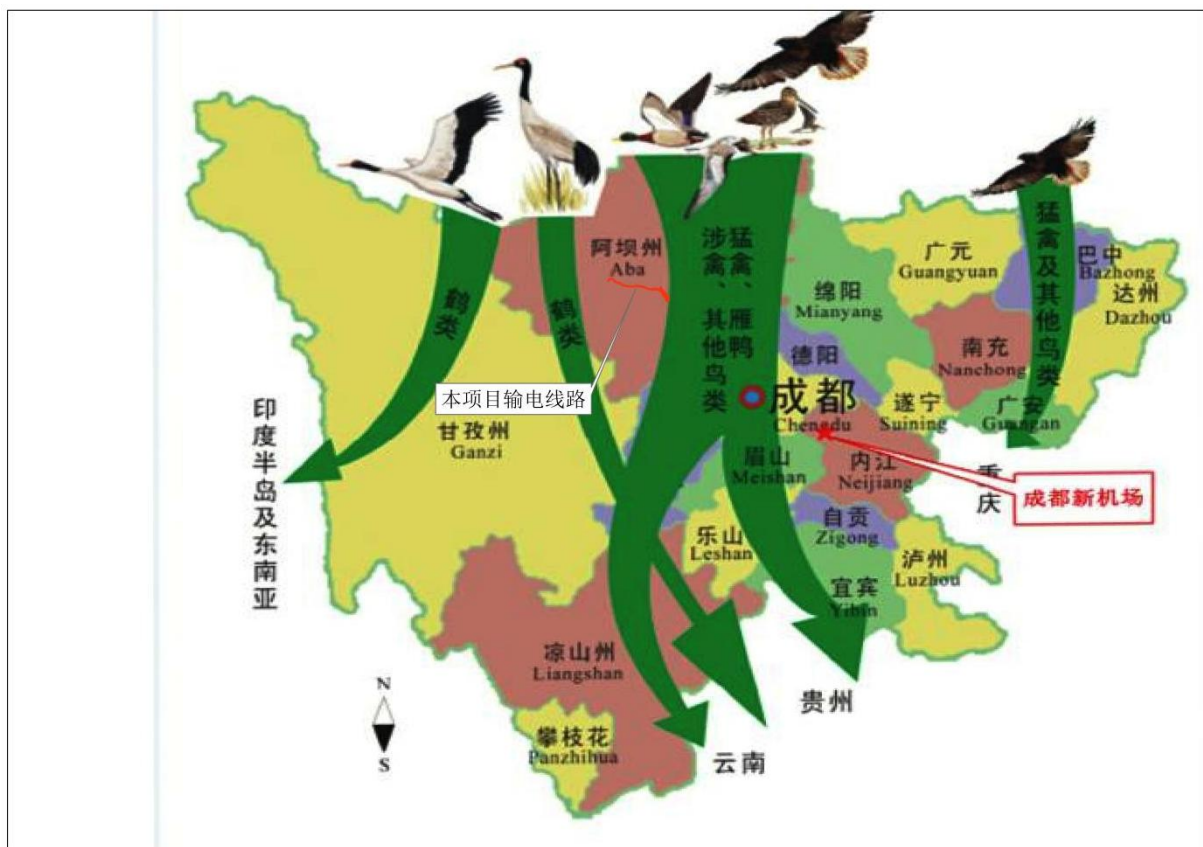 阿坝州
Aba
广元
Guangyuan
巴中
Bazhong
达州
Dazhou
绵阳
Mianyang
南充
Nanchong
德阳
成都
Chengdu
遂宁
Suining
广安
Guangan
甘孜州
Ganzi
眉山
Meishan
内江
Neijiang
自贡
Zigong
乐山
Leshan
泸州
Luzhou
宜宾
Yibin
凉山州
Liangshan
攀枝花
Panzhihua
鹤类
鹤类
猛禽、雁鸭
涉禽、其他鸟类
猛禽及其他鸟类
本项目输电线路
成都新机场
印度半岛及东南亚
重庆
贵州
云南
N
S